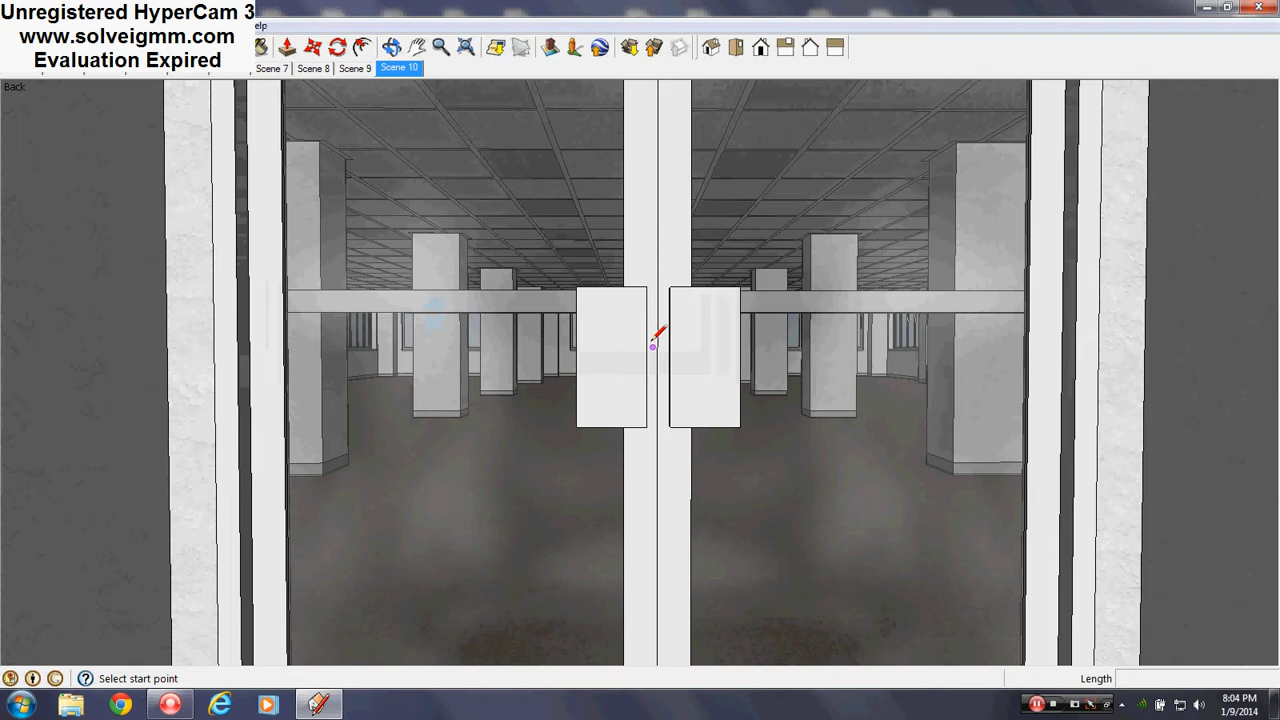 Unregistered HyperCam 3
www.solveigmm.com
Evaluation Expired
elp
Scene 7
Scene 8
Scene 9
Scene 10
Back
Select start point
Length
8:04 PM
1/9/2014